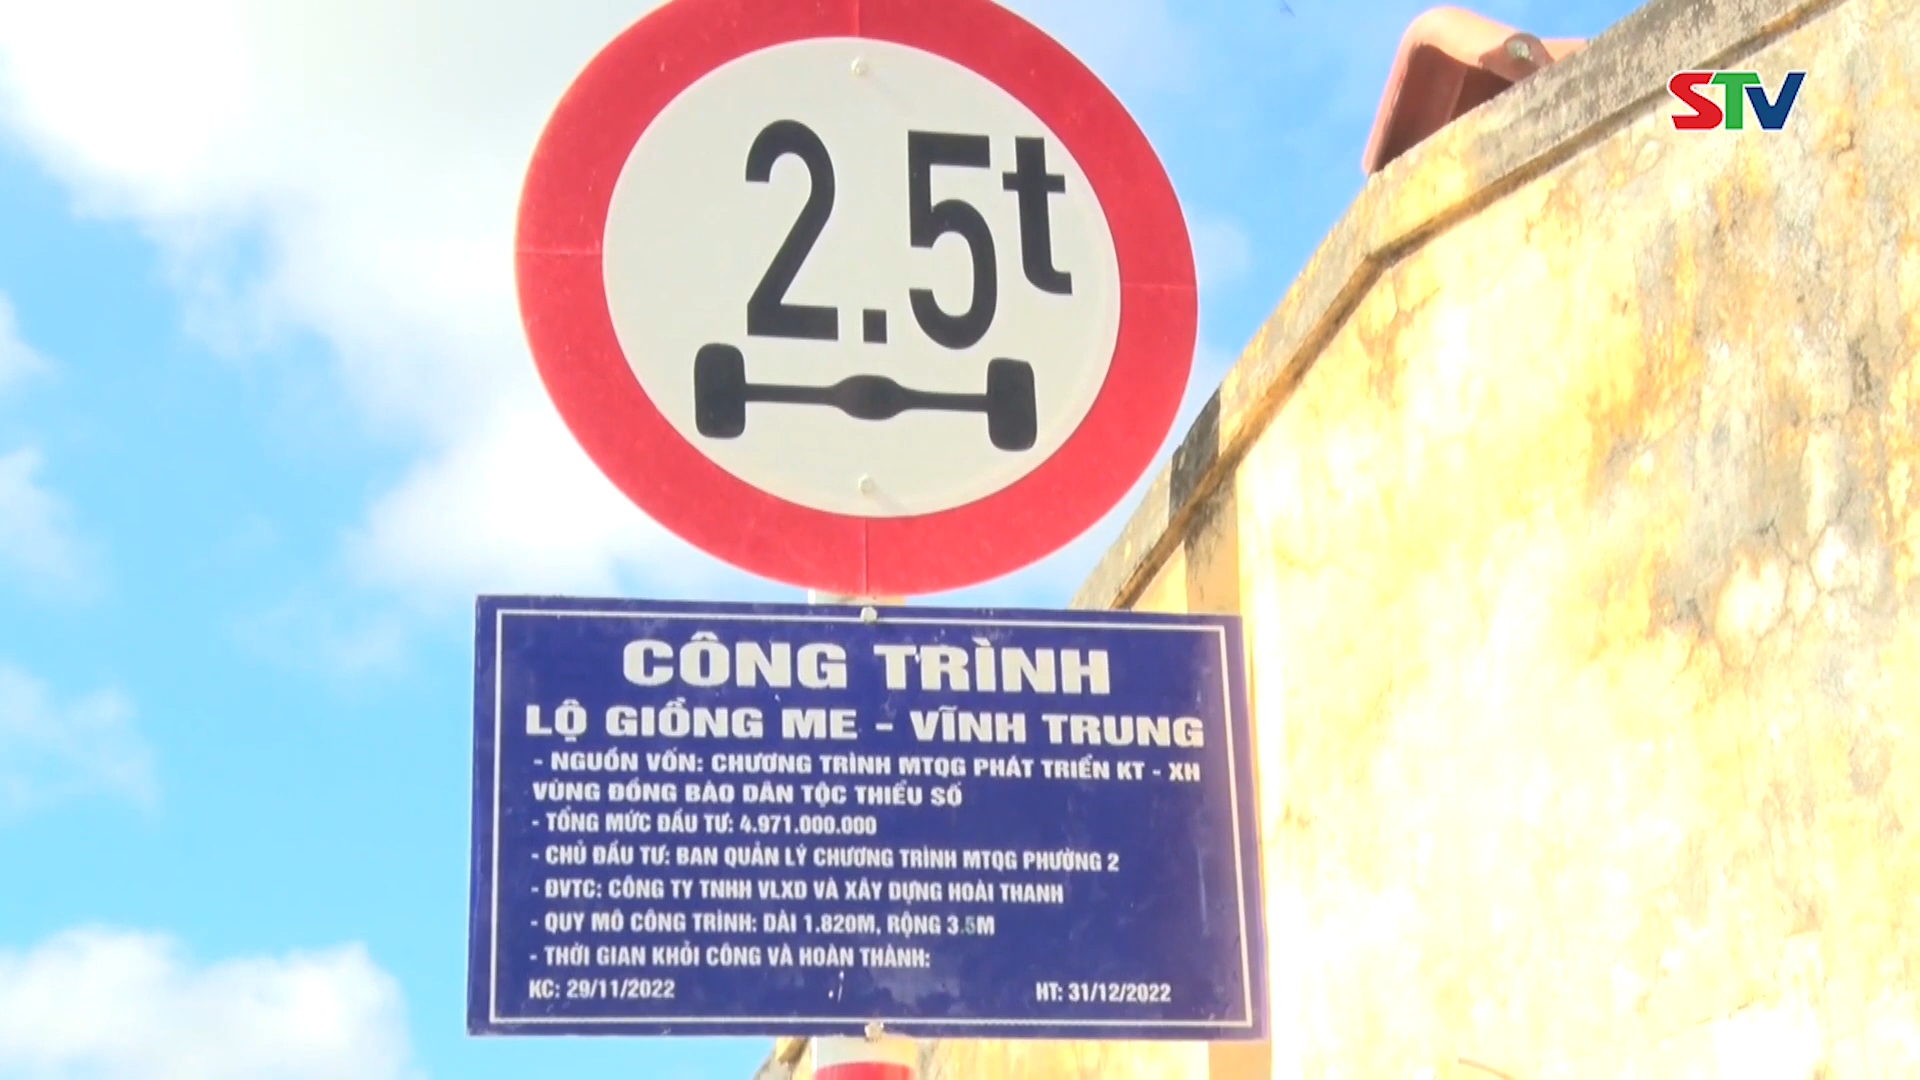 STV
2.5t
CÔNG TRÌNH
LỘ GIỒNG ME - VĨNH TRUNG
- NGUỒN VỐN: CHƯƠNG TRÌNH MTQG PHÁT TRIỂN KT - XH
VÙNG ĐỒNG BÀO DÂN TỘC THIỂU SỐ
- TỔNG MỨC ĐẦU TƯ: 4.971.000.000
- CHỦ ĐẦU TƯ: BAN QUẢN LÝ CHƯƠNG TRÌNH MTQG PHƯỜNG 2
- ĐVTC: CÔNG TY TNHH VLXD VÀ XÂY DỰNG HOÀI THANH
- QUY MÔ CÔNG TRÌNH: DÀI 1.820M, RỘNG 3.5M
- THỜI GIAN KHỞI CÔNG VÀ HOÀN THÀNH:
KC: 29/11/2022 HT: 31/12/2022